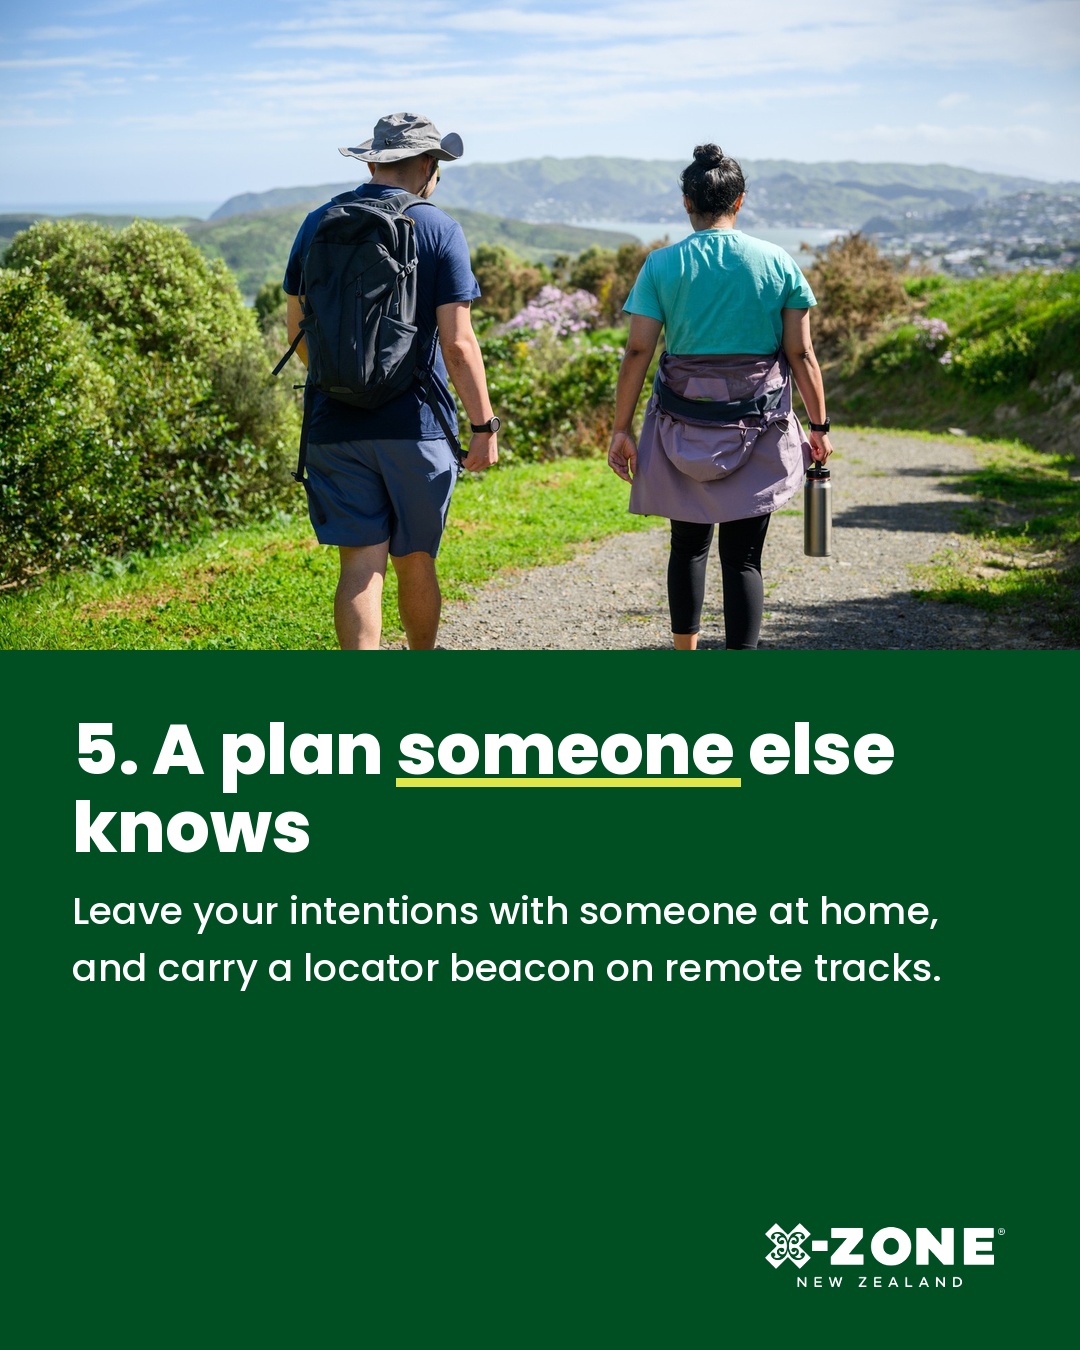 5. A plan someone else
knows
Leave your intentions with someone at home,
and carry a locator beacon on remote tracks.
X-ZONE®
NEW ZEALAND